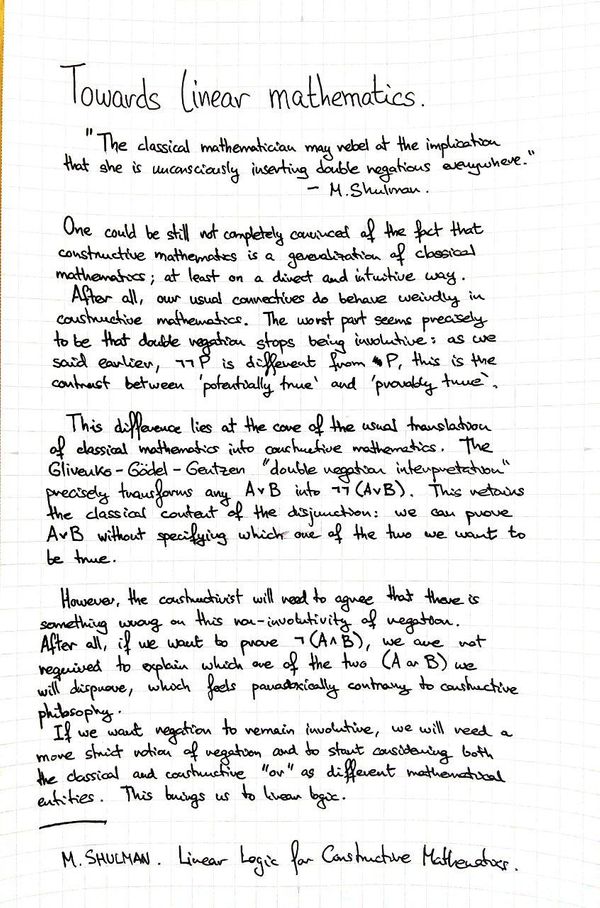 Towards linear mathematics.
"The classical mathematician may rebel at the implication
that she is unconsciously inserting double negations everywhere."
- M. Shulman.
One could be still not completely convinced of the fact that
constructive mathematics is a generalization of classical
mathematics; at least on a direct and intuitive way.
After all, our usual connectives do behave weirdly in
constructive mathematics. The worst part seems precisely
to be that double negation stops being involutive: as we
said earlier, ¬¬P is different from P, this is the
contrast between 'potentially true' and 'provably true'.
This difference lies at the core of the usual translation
of classical mathematics into constructive mathematics. The
Glivenko-Gödel-Gentzen "double negation interpretation"
precisely transforms any A∨B into ¬¬(A∨B). This retains
the classical content of the disjunction: we can prove
A∨B without specifying which one of the two we want to
be true.
However, the constructivist will need to agree that there is
something wrong on this non-involutivity of negation.
After all, if we want to prove ¬(A∧B), we are not
required to explain which one of the two (A or B) we
will disprove, which feels paradoxically contrary to constructive
philosophy.
If we want negation to remain involutive, we will need a
more strict notion of negation and to start considering both
the classical and constructive "or" as different mathematical
entities. This brings us to linear logic.
M. SHULMAN. Linear Logic for Constructive Mathematics.